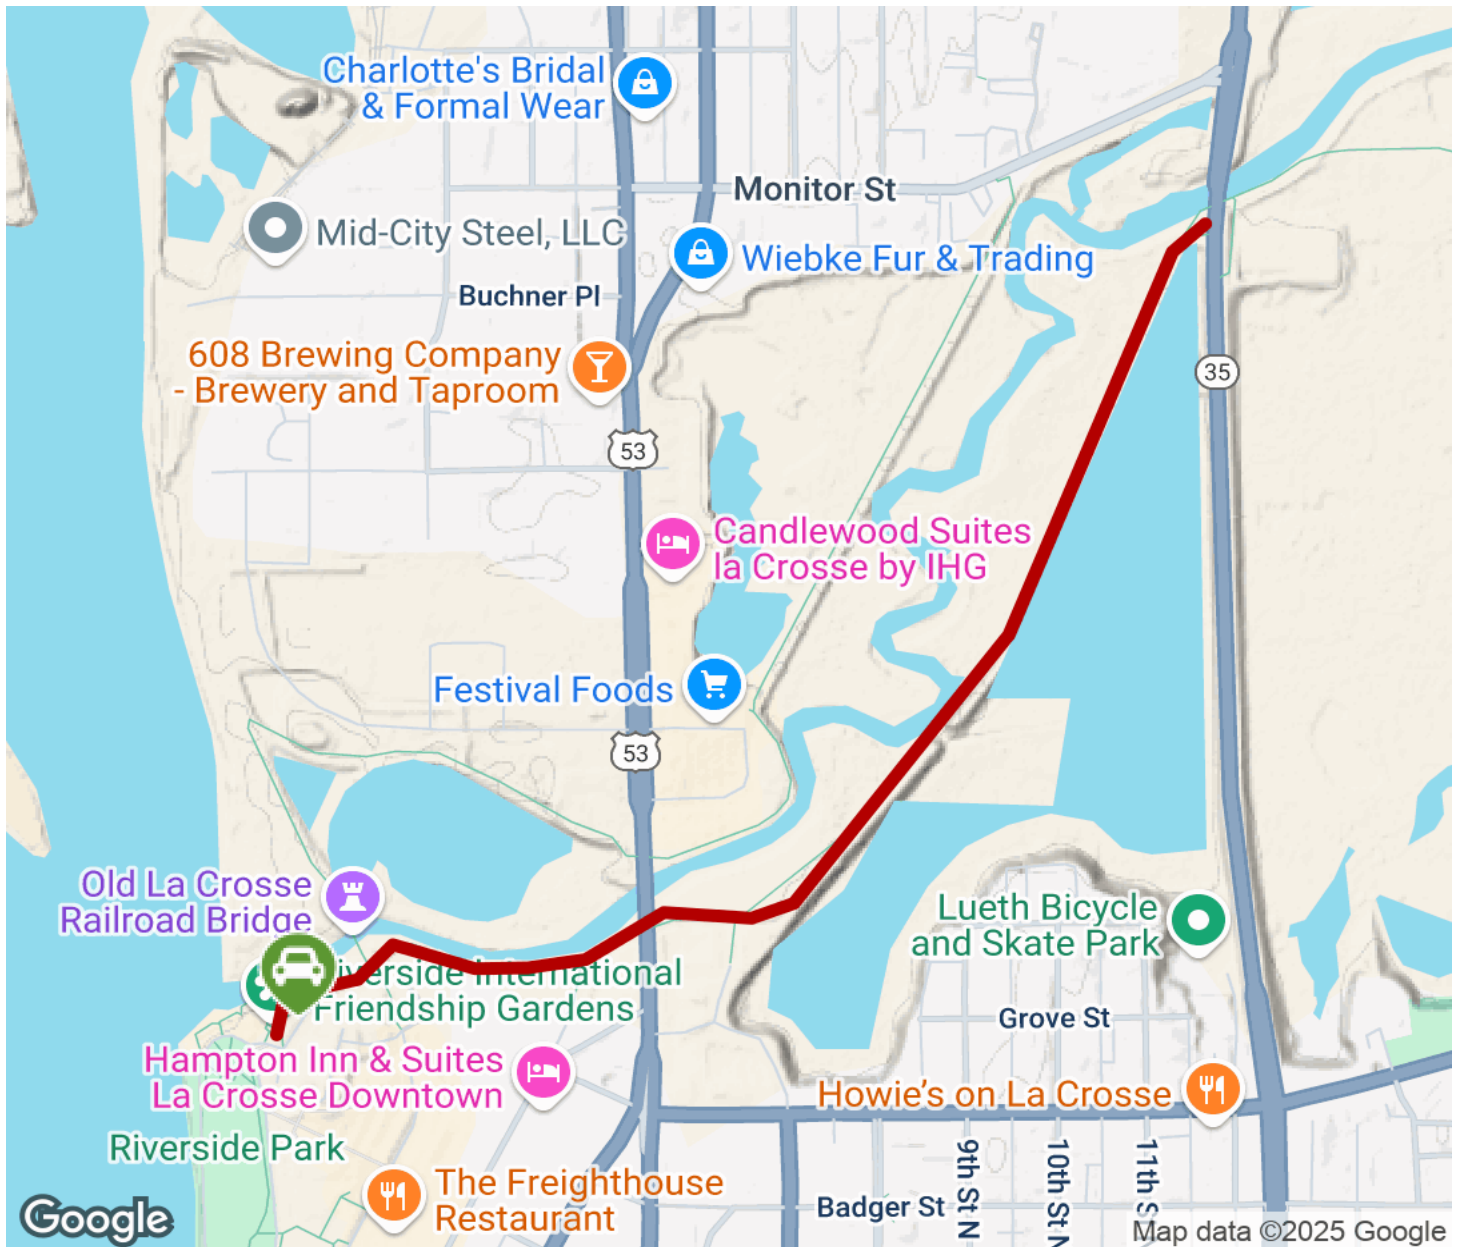 Charlotte's Bridal
& Formal Wear
Monitor St
Mid-City Steel, LLC
Wiebke Fur & Trading
Buchner Pl
608 Brewing Company
- Brewery and Taproom
35
53
Candlewood Suites
la Crosse by IHG
Festival Foods
53
Old La Crosse
Railroad Bridge
Lueth Bicycle
and Skate Park
International
Friendship Gardens
Grove St
Hampton Inn & Suites
La Crosse Downtown
Howie's on La Crosse
Riverside Park
9th St N
10th St N
11th S
The Freighthouse
Restaurant
Badger St
Google
Map data ©2025 Google